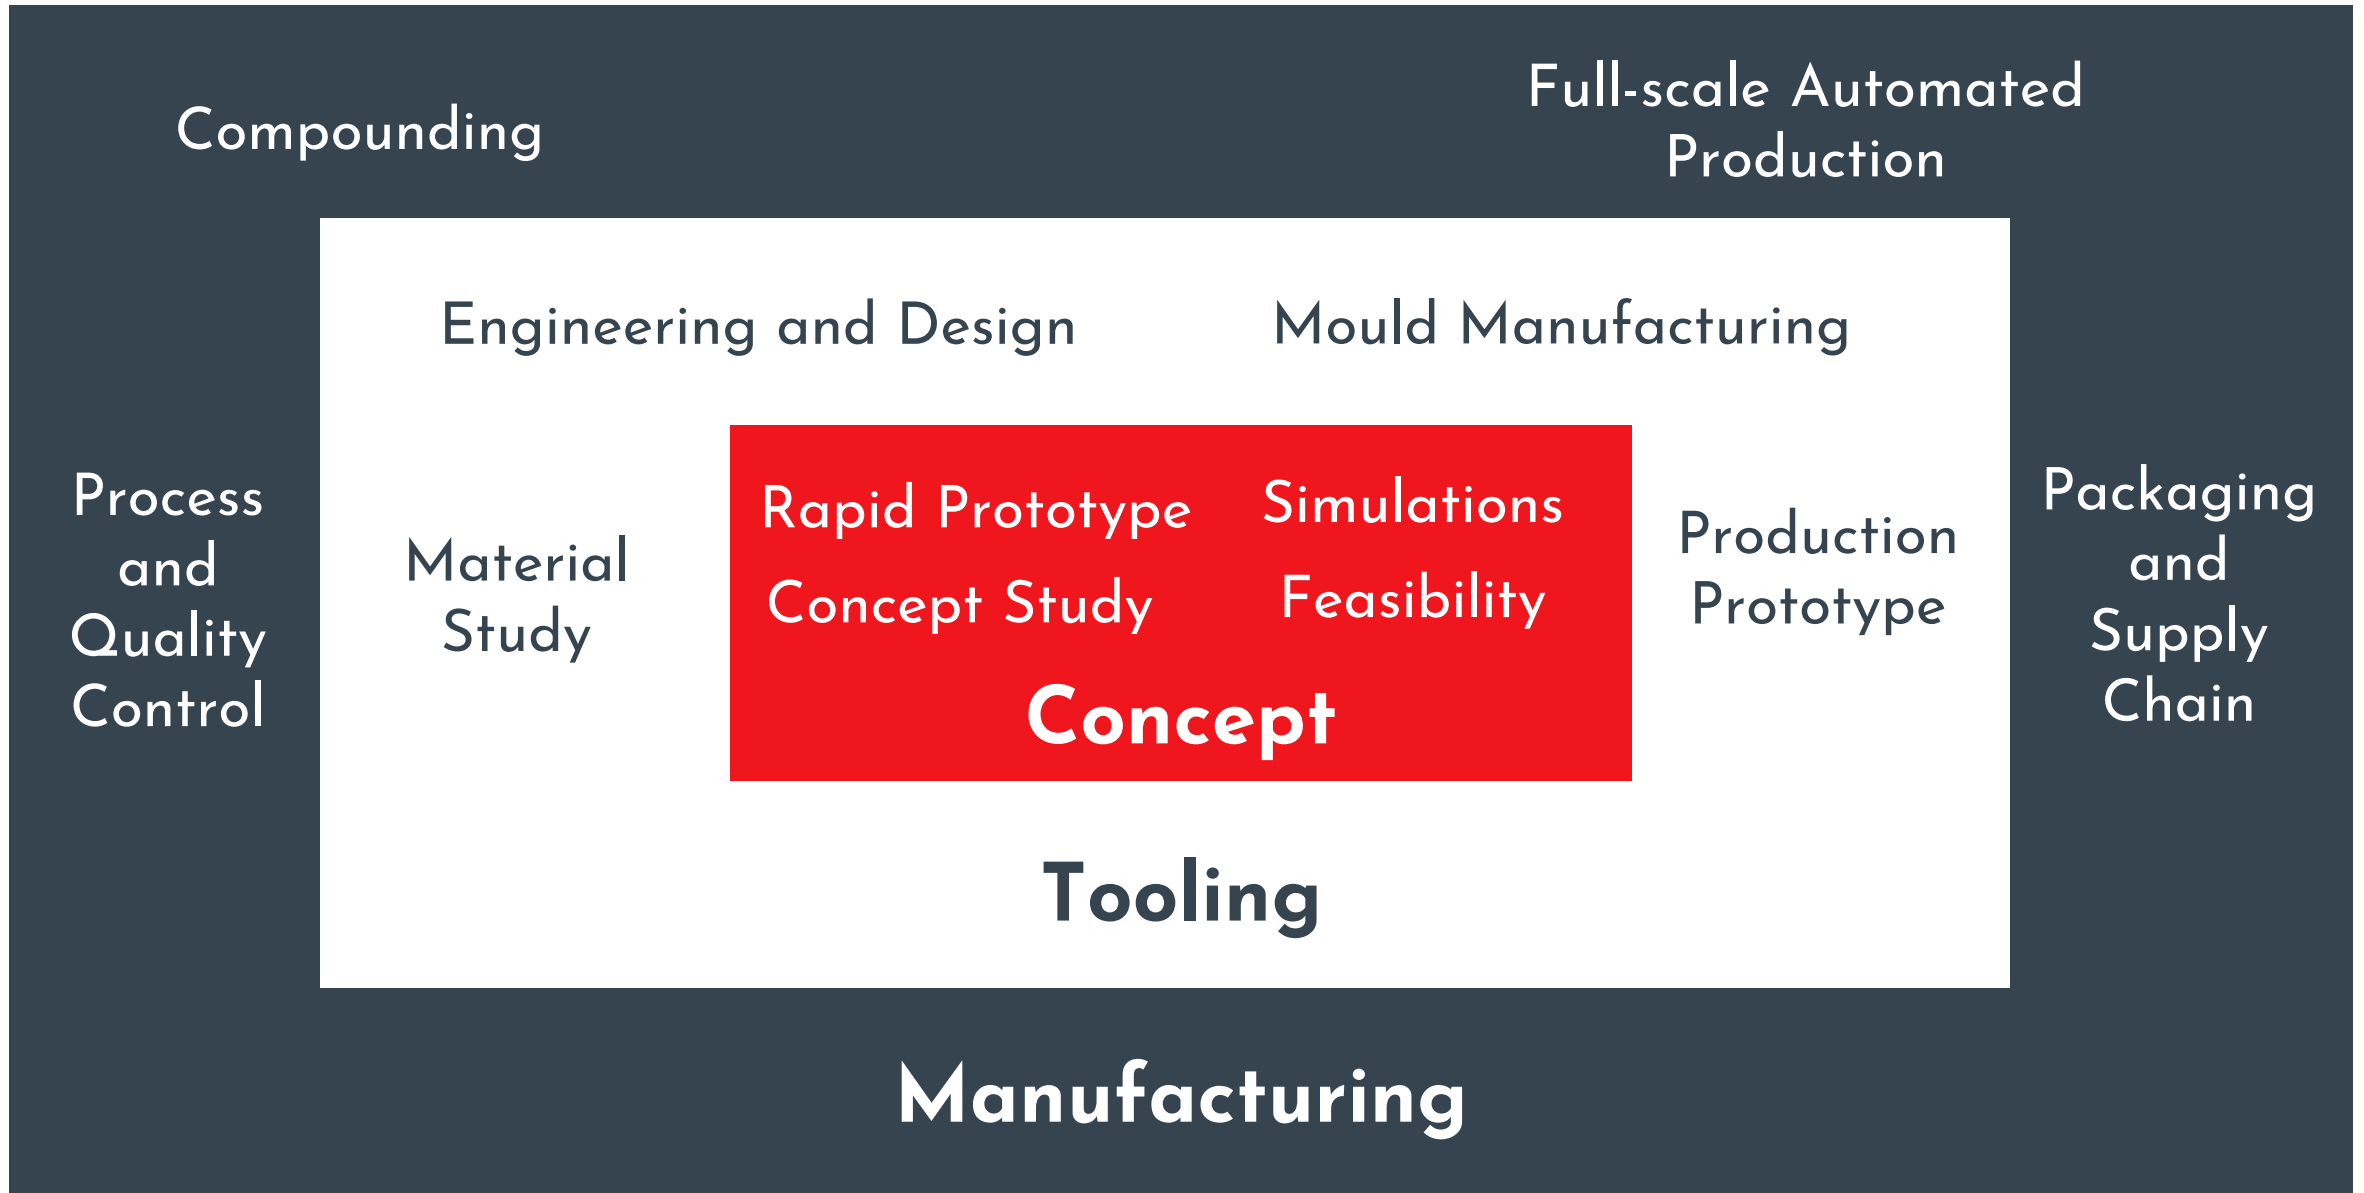 Compounding
Full-scale Automated
Production
Engineering and Design
Mould Manufacturing
Process
and
Quality
Control
Material
Study
Rapid Prototype
Simulations
Concept Study
Feasibility
Concept
Production
Prototype
Packaging
and
Supply
Chain
Tooling
Manufacturing